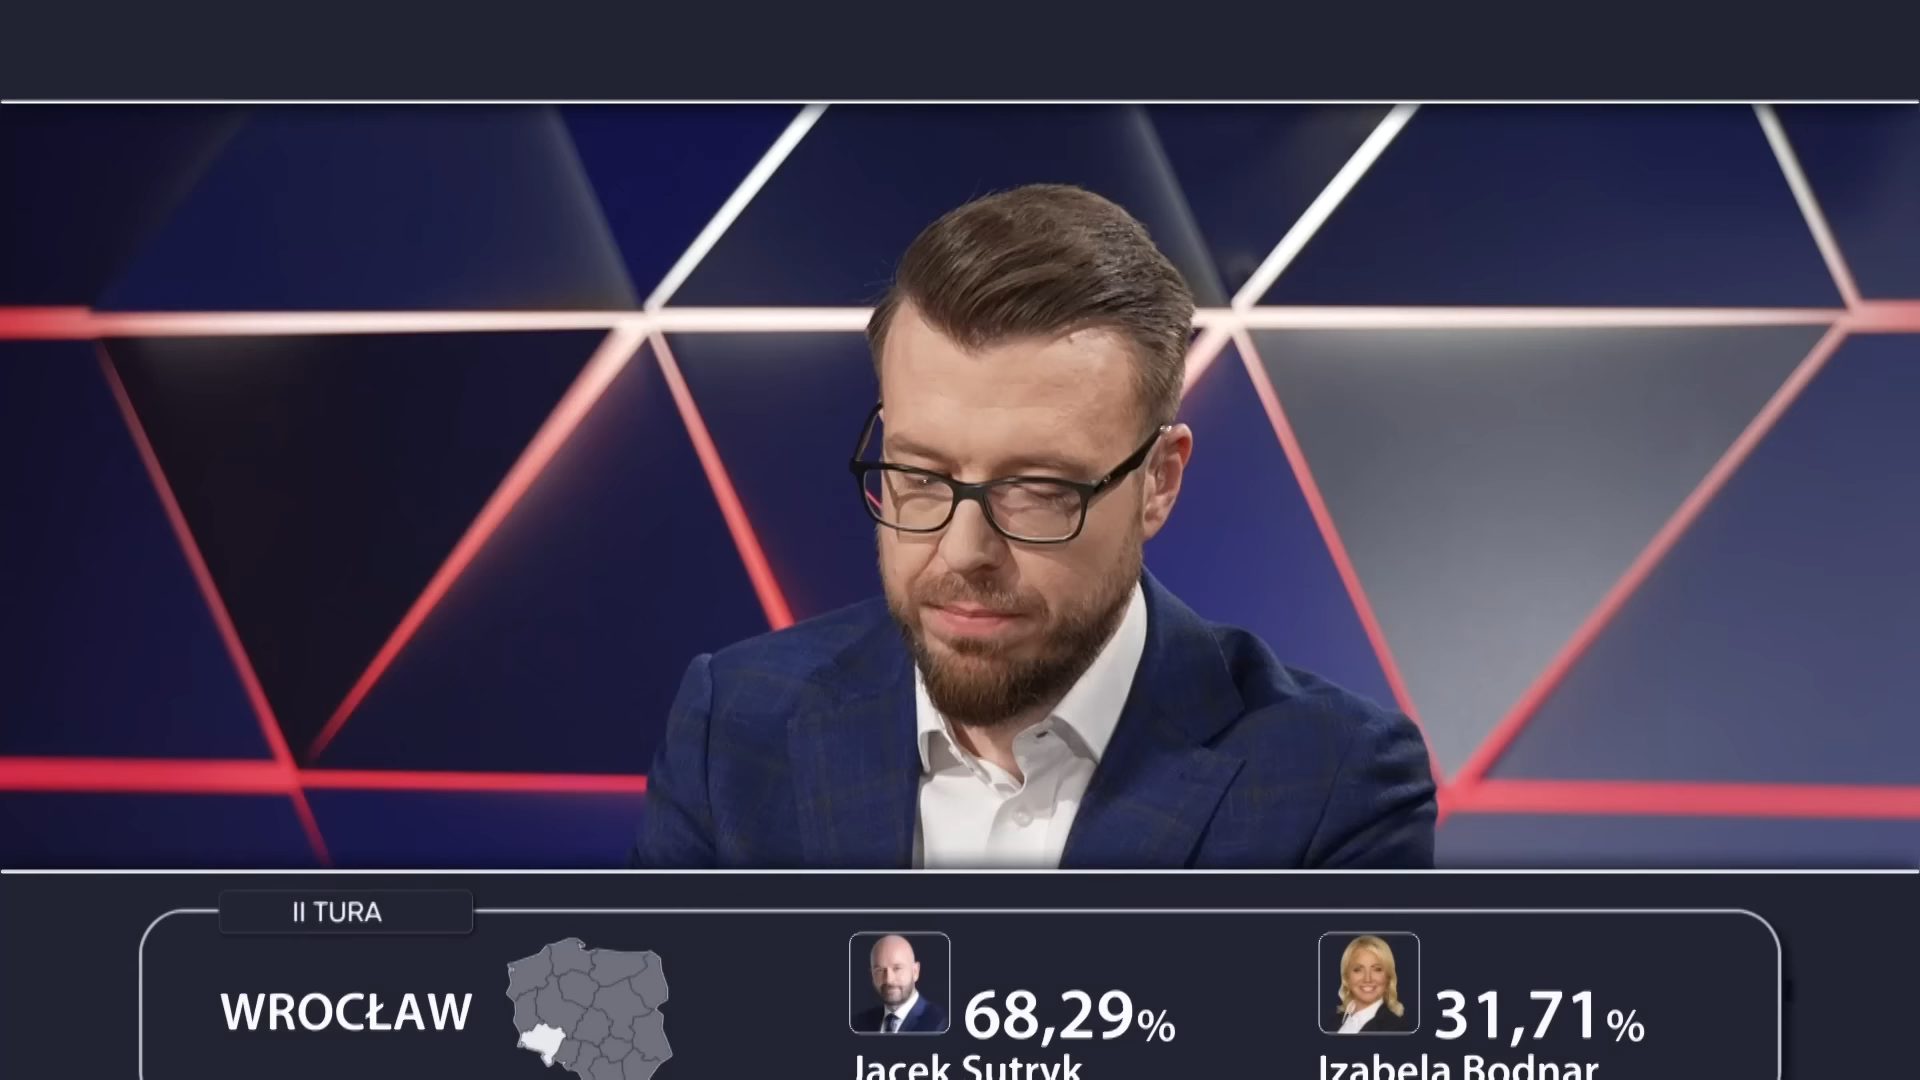 II TURA
WROCŁAW
68,29%
Jacek Sutryk
31,71%
Izabela Bodnar